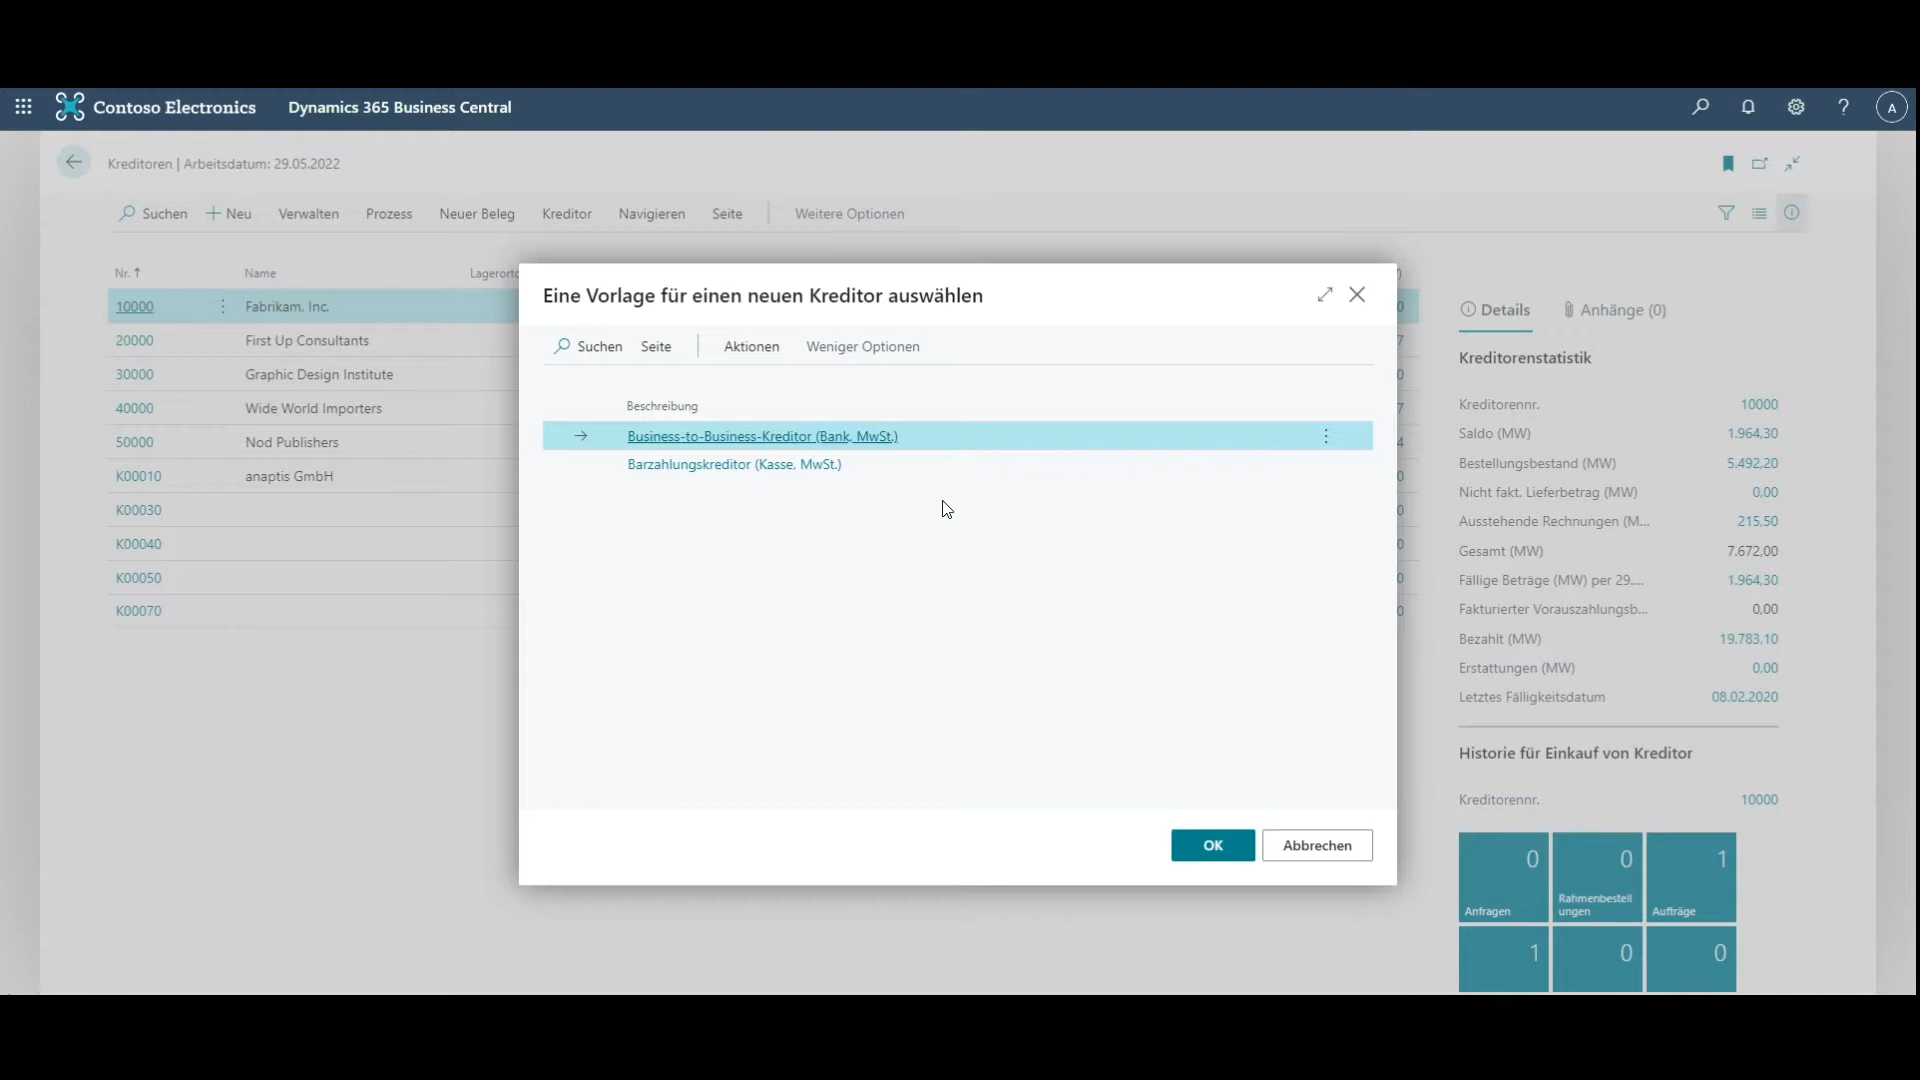 Contoso Electronics Dynamics 365 Business Central A
Kreditoren | Arbeitsdatum: 29.05.2022
Suchen Neu Verwalten Prozess Neuer Beleg Kreditor Navigieren Seite Weitere Optionen
Nr. ↑ Name
10000 Fabrikam, Inc.
20000 First Up Consultants
30000 Graphic Design Institute
40000 Wide World Importers
50000 Nod Publishers
K00010 anaptis GmbH
K00030
K00040
K00050
K00070
Eine Vorlage für einen neuen Kreditor auswählen
Suchen Seite Aktionen Weniger Optionen
Beschreibung
→ Business-to-Business-Kreditor (Bank, MwSt.)
Barzahlungskreditor (Kasse, MwSt.)
OK Abbrechen
Details Anhänge (0)
Kreditorenstatistik
Kreditorennr. 10000
Saldo (MW) 1.964,30
Bestellungsbestand (MW) 5.492,20
Nicht fakt. Lieferbetrag (MW) 0,00
Ausstehende Rechnungen (M... 215,50
Gesamt (MW) 7.672,00
Fällige Beträge (MW) per 29.... 1.964,30
Fakturierter Vorauszahlungsb... 0,00
Bezahlt (MW) 19.783,10
Erstattungen (MW) 0,00
Letztes Fälligkeitsdatum 08.02.2020
Historie für Einkauf von Kreditor
Kreditorennr. 10000
0 0 1
Anfragen Rahmenbestell
ungen Aufträge
1 0 0